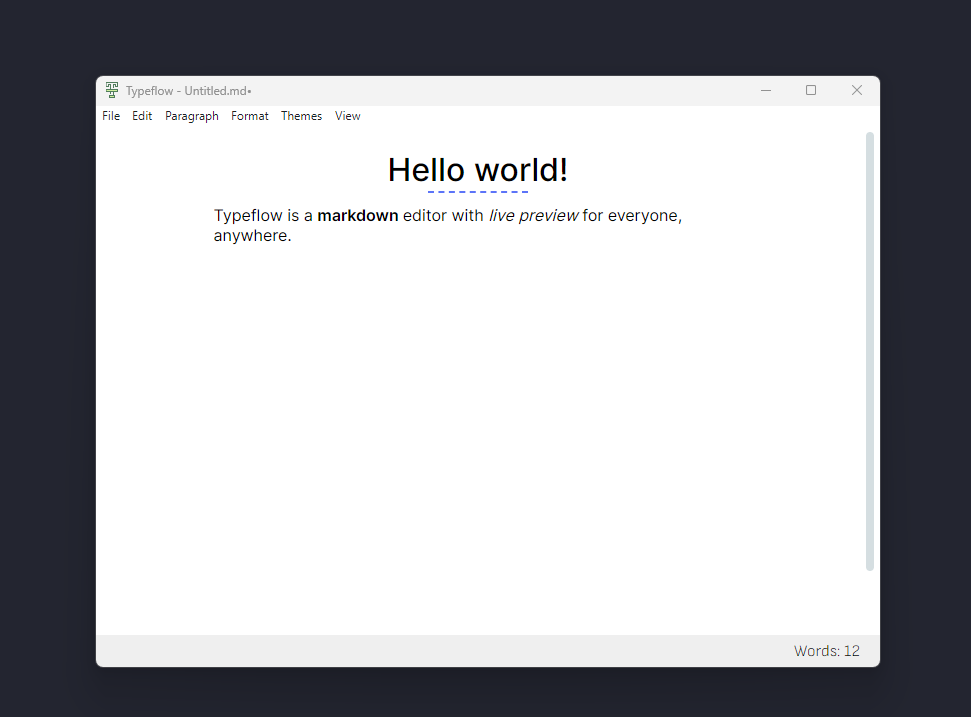 Typeflow - Untitled.md•
File Edit Paragraph Format Themes View
Hello world!
Typeflow is a markdown editor with live preview for everyone,
anywhere.
Words: 12